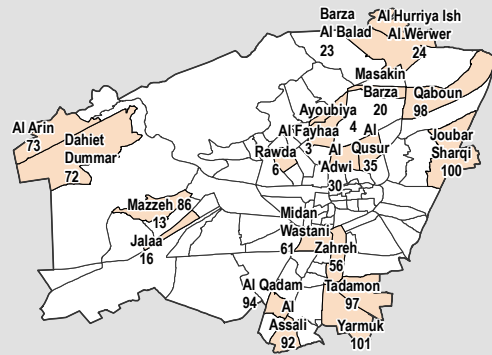 Barza
Al Balad
23
Al Hurriya Ish
Al Werwer
24
Masakin
Barza
20
Qaboun
98
Ayoubiya
4
Al Arin
73
Dahiet
Dummar
72
Al Fayhaa
3
Al
Qusur
35
Joubar
Sharqi
100
Rawda
6
Al
'Adwi
30
Mazzeh 86
13
Jalaa
16
Midan
Wastani
61
Zahreh
56
Al Qadam
94
Al
Assali
92
Tadamon
97
Yarmuk
101